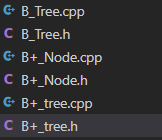 B_Tree.cpp
C B_Tree.h
B+_Node.cpp
C B+_Node.h
B+_tree.cpp
C B+_tree.h